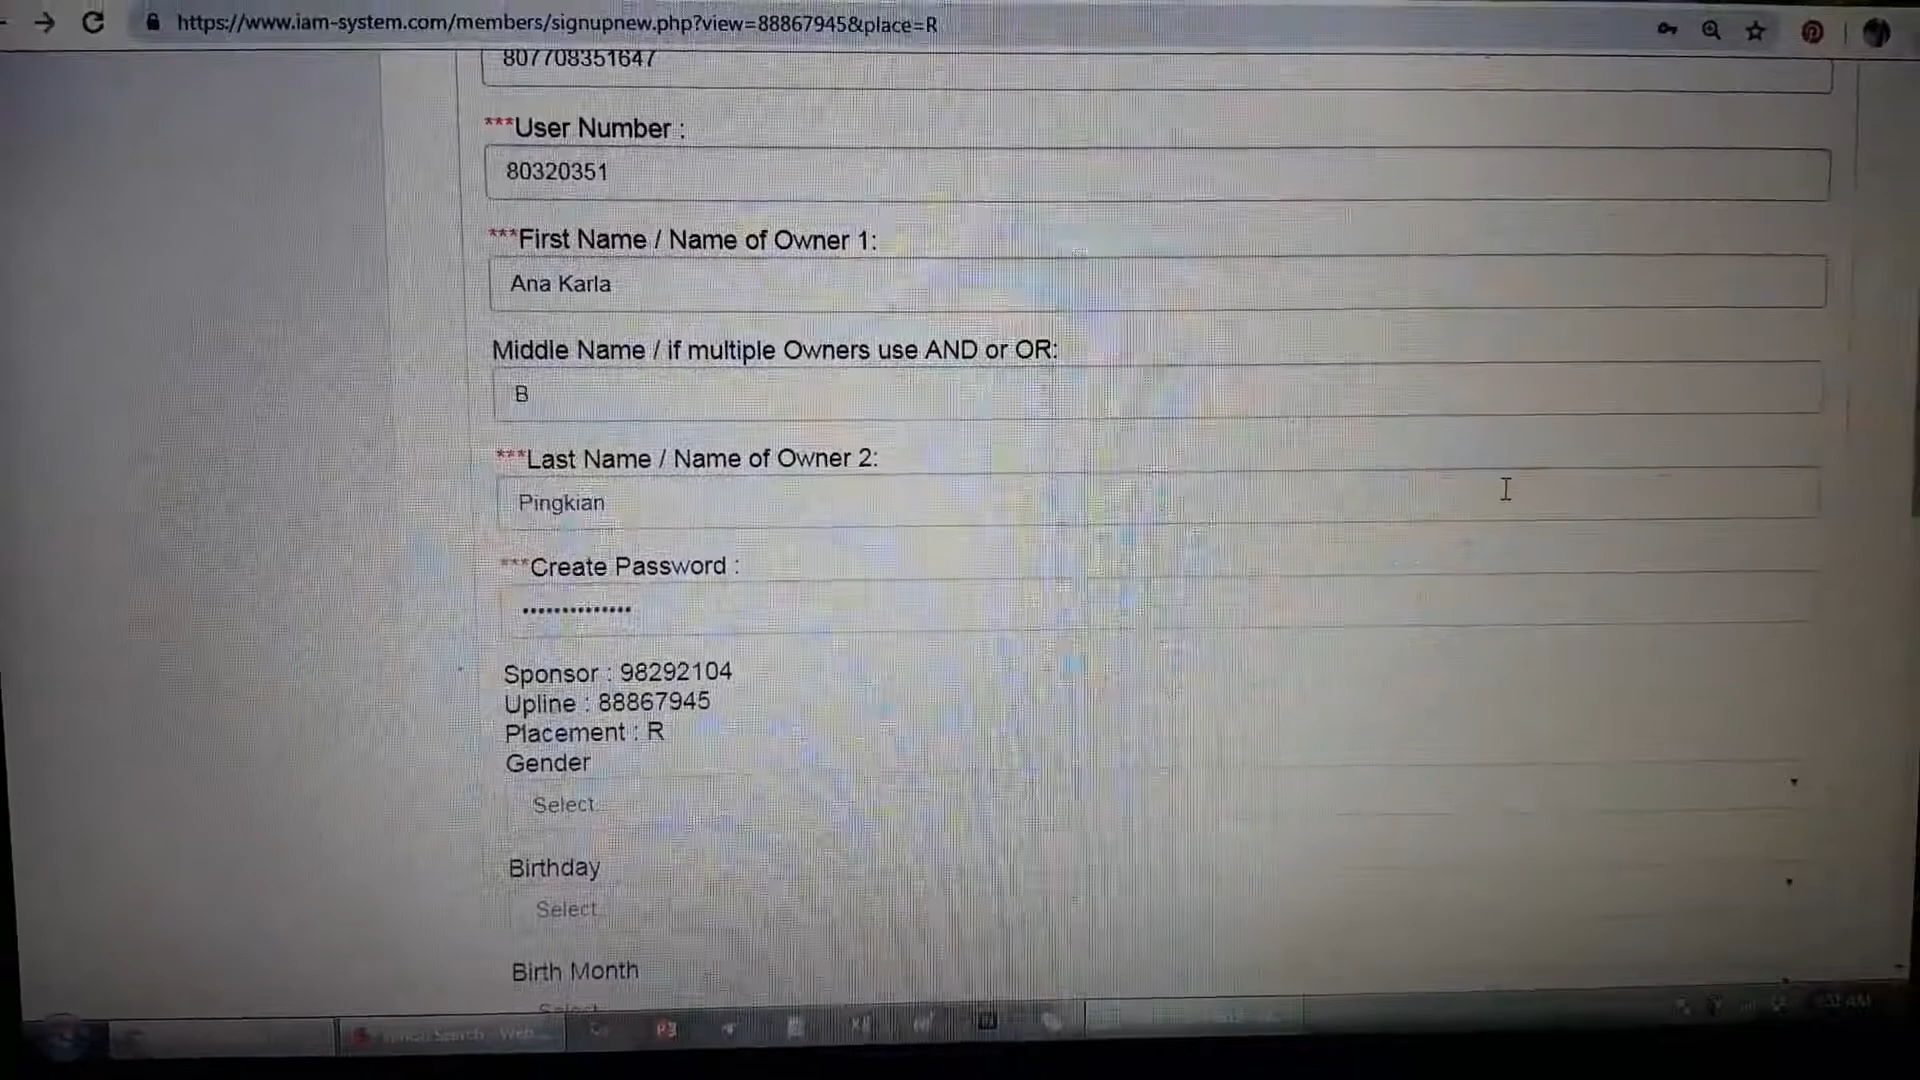 https://www.iam-system.com/members/signupnew.php?view=88867945&place=R
807708351647
***User Number :
80320351
***First Name / Name of Owner 1:
Ana Karla
Middle Name / if multiple Owners use AND or OR:
B
***Last Name / Name of Owner 2:
Pingkian
***Create Password :
••••••••••••••
Sponsor : 98292104
Upline : 88867945
Placement : R
Gender
Select
Birthday
Select
Birth Month
Select